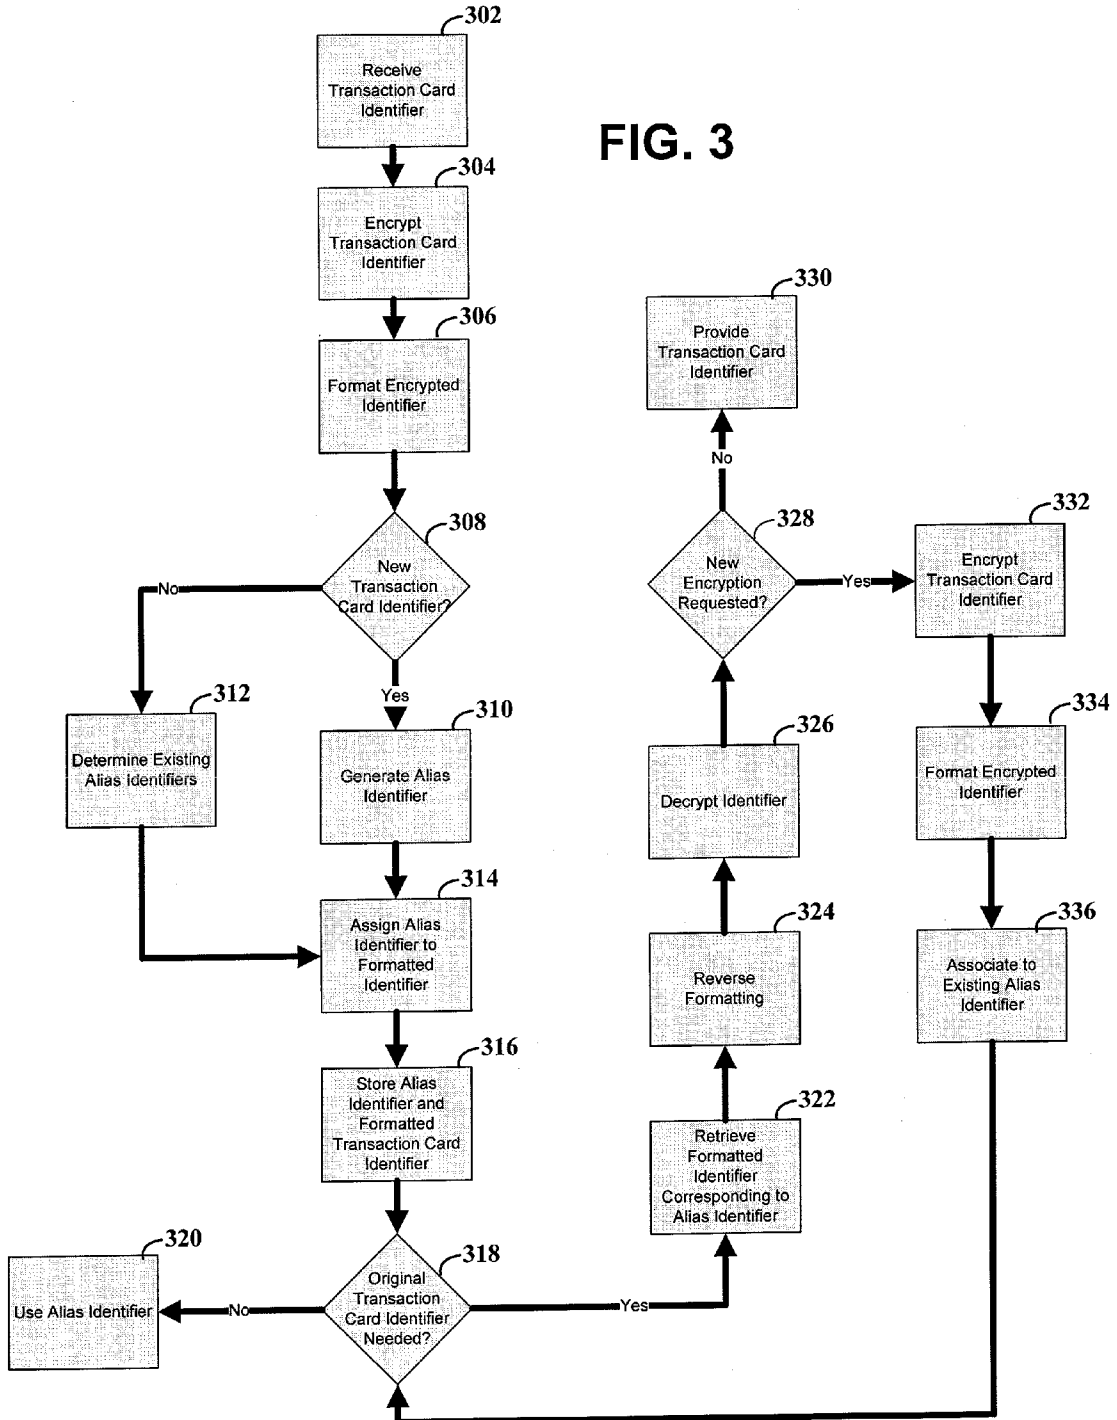 302
Receive
Transaction Card
Identifier
FIG. 3
304
Encrypt
Transaction Card
Identifier
306
Format Encrypted
Identifier
308
New
Transaction
Card Identifier?
No
Yes
312
Determine Existing
Alias Identifiers
310
Generate Alias
Identifier
314
Assign Alias
Identifier to
Formatted
Identifier
316
Store Alias
Identifier and
Formatted
Transaction Card
Identifier
318
Original
Transaction
Card Identifier
Needed?
No
Yes
320
Use Alias Identifier
322
Retrieve
Formatted
Identifier
Corresponding to
Alias Identifier
324
Reverse
Formatting
326
Decrypt Identifier
328
New
Encryption
Requested?
No
Yes
330
Provide
Transaction Card
Identifier
332
Encrypt
Transaction Card
Identifier
334
Format Encrypted
Identifier
336
Associate to
Existing Alias
Identifier